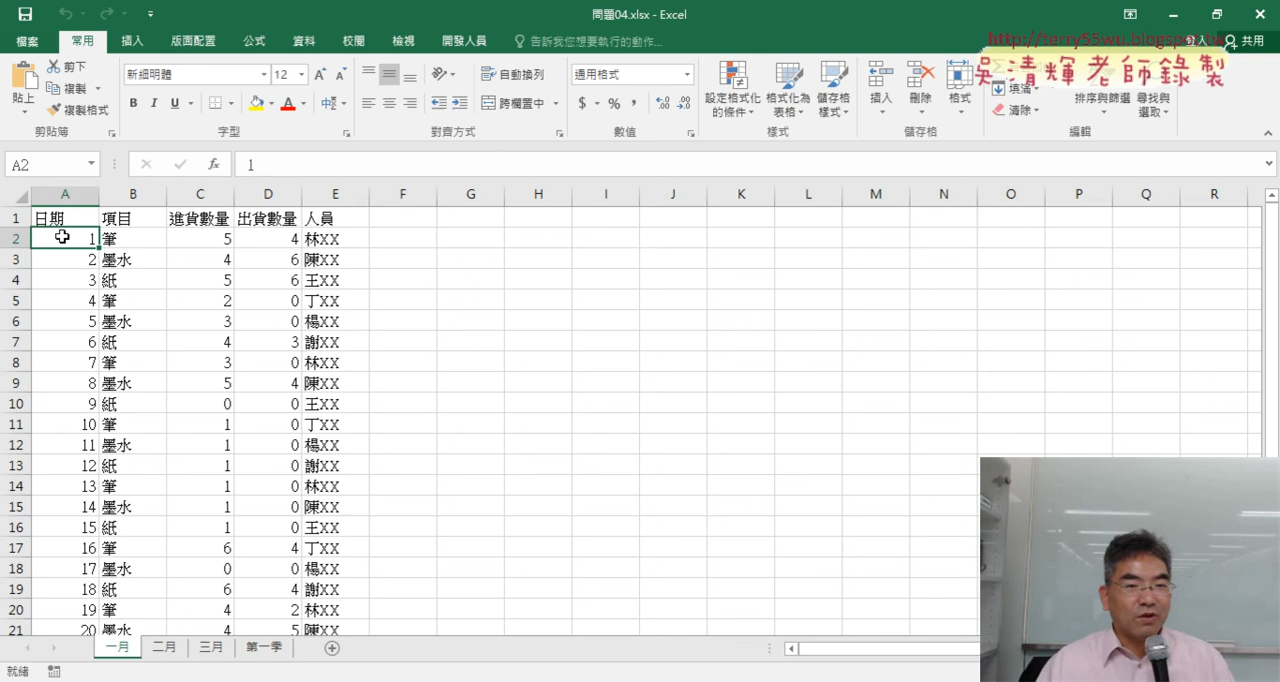 問題04.xlsx - Excel
http://terry55wu.blogspot.tw
吳清輝老師錄製
檔案 常用 插入 版面配置 公式 資料 校閱 檢視 開發人員 告訴我您想要執行的動作... 登入 共用
貼上 剪下 複製 複製格式
新細明體 12
B I U 中
自動換列 跨欄置中
通用格式
$ % ,
設定格式化的條件 格式化為表格 儲存格樣式
插入 刪除 格式
填滿 清除 排序與篩選 尋找與選取
剪貼簿 字型 對齊方式 數值 樣式 儲存格 編輯
A2 fx 1
A B C D E F G H I J K L M N O P Q R
1 日期 項目 進貨數量 出貨數量 人員
2 1 筆 5 4 林XX
3 2 墨水 4 6 陳XX
4 3 紙 5 6 王XX
5 4 筆 2 0 丁XX
6 5 墨水 3 0 楊XX
7 6 紙 4 3 謝XX
8 7 筆 3 0 林XX
9 8 墨水 5 4 陳XX
10 9 紙 0 0 王XX
11 10 筆 1 0 丁XX
12 11 墨水 1 0 楊XX
13 12 紙 1 0 謝XX
14 13 筆 1 0 林XX
15 14 墨水 1 0 陳XX
16 15 紙 1 0 王XX
17 16 筆 6 4 丁XX
18 17 墨水 0 0 楊XX
19 18 紙 6 4 謝XX
20 19 筆 4 2 林XX
21 20 墨水 4 5 陳XX
一月 二月 三月 第一季
就緒